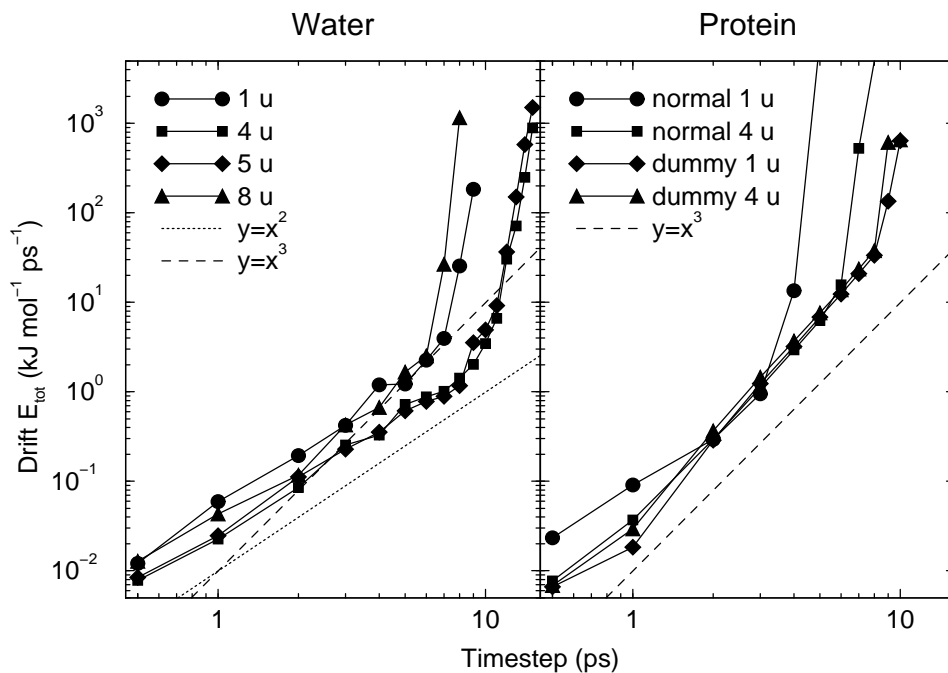 Water Protein
Drift E_tot (kJ mol⁻¹ ps⁻¹)
10³
10²
10¹
10⁰
10⁻¹
10⁻²
1 u
4 u
5 u
8 u
y=x²
y=x³
normal 1 u
normal 4 u
dummy 1 u
dummy 4 u
y=x³
1 10 1 10
Timestep (ps)